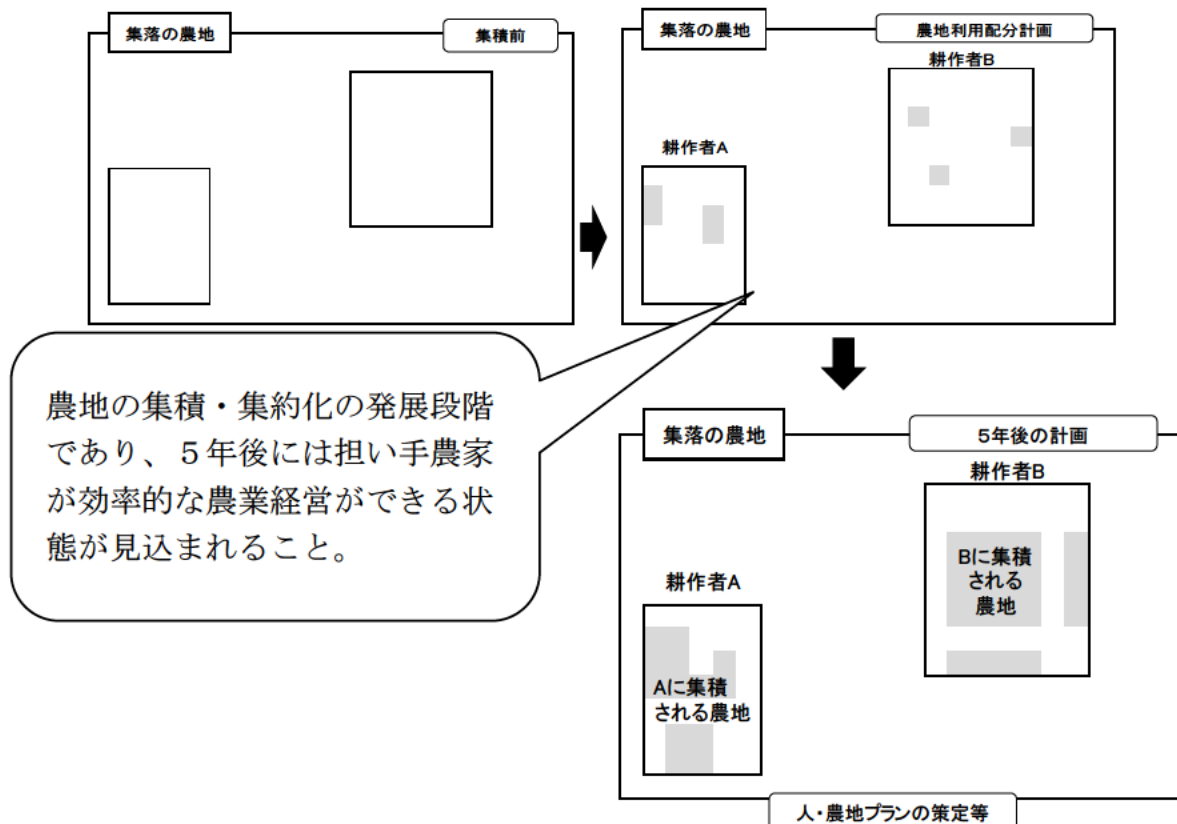 集落の農地
集積前
集落の農地
農地利用配分計画
耕作者B
耕作者A
農地の集積・集約化の発展段階
であり、５年後には担い手農家
が効率的な農業経営ができる状
態が見込まれること。
集落の農地
５年後の計画
耕作者B
Bに集積
される
農地
耕作者A
Aに集積
される農地
人・農地プランの策定等